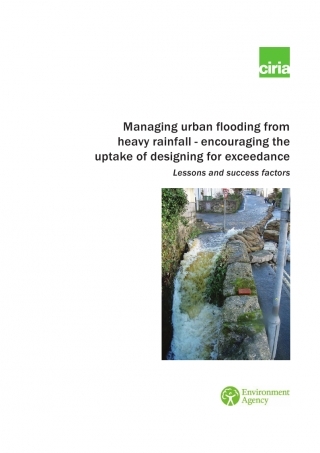 ciria
Managing urban flooding from
heavy rainfall - encouraging the
uptake of designing for exceedance
Lessons and success factors
Environment
Agency